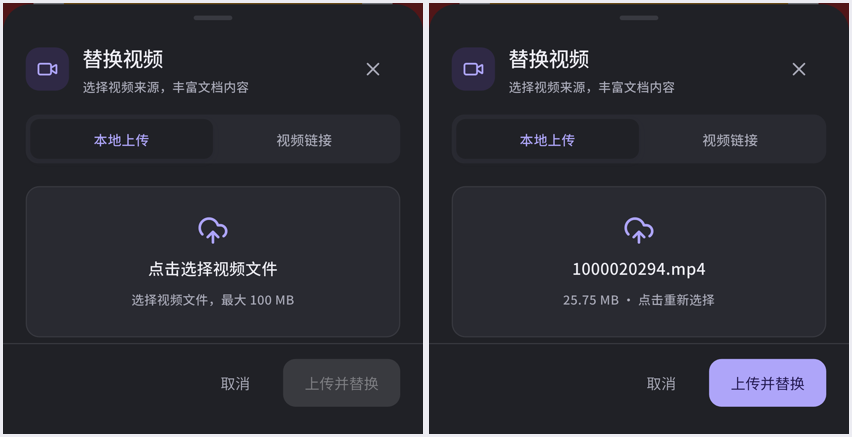 替换视频
选择视频来源，丰富文档内容
本地上传
视频链接
点击选择视频文件
选择视频文件，最大 100 MB
取消
上传并替换
替换视频
选择视频来源，丰富文档内容
本地上传
视频链接
1000020294.mp4
25.75 MB · 点击重新选择
取消
上传并替换